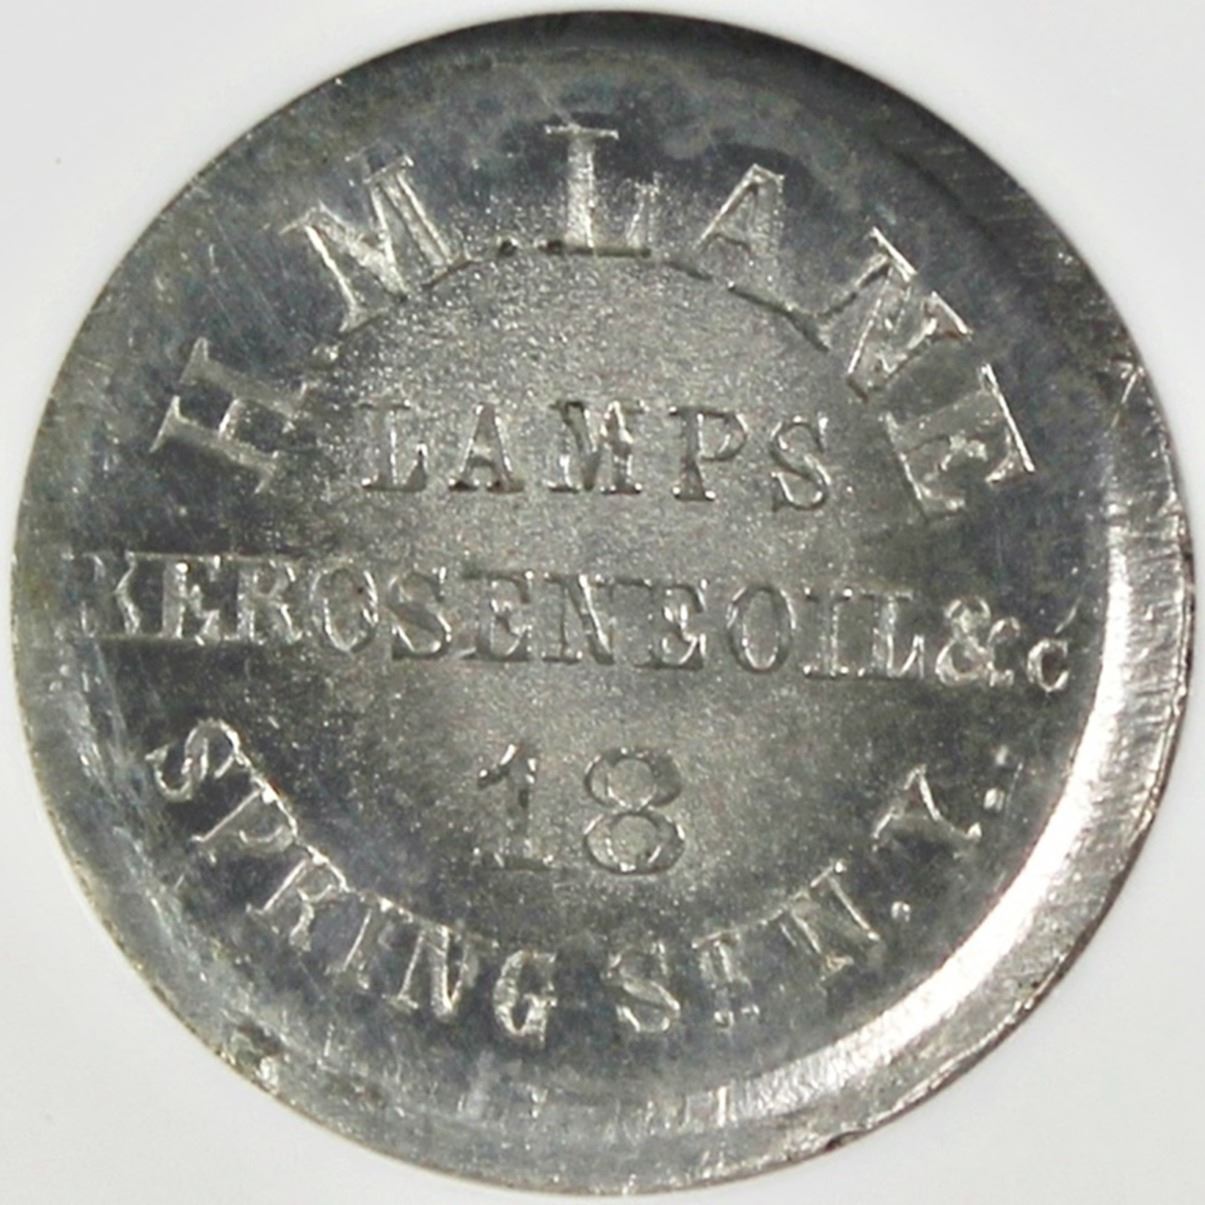 H. M. LANE
LAMPS
KEROSENE OIL & c
18
SPRING ST. N. Y.